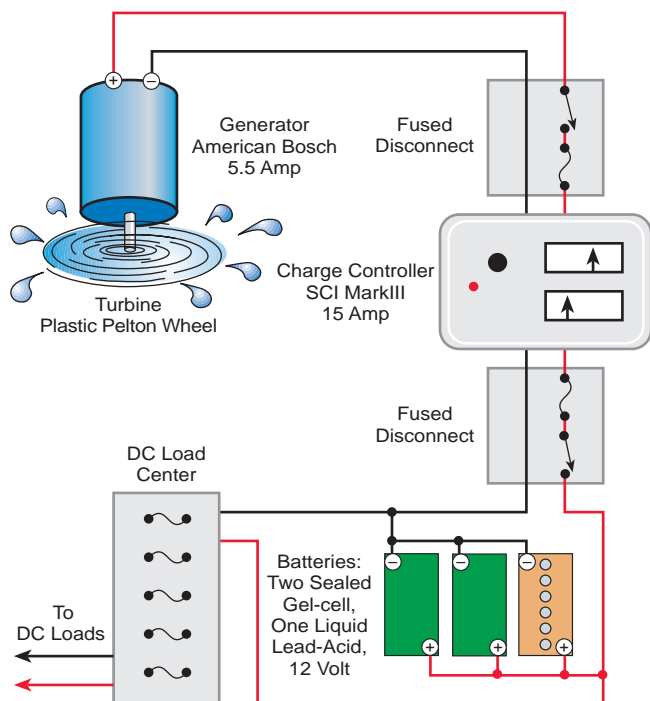 + −
Generator
American Bosch
5.5 Amp
Fused
Disconnect
Turbine
Plastic Pelton Wheel
Charge Controller
SCI MarkIII
15 Amp
Fused
Disconnect
DC Load
Center
Batteries:
Two Sealed
Gel-cell,
One Liquid
Lead-Acid,
12 Volt
− − −
+ + +
To
DC Loads